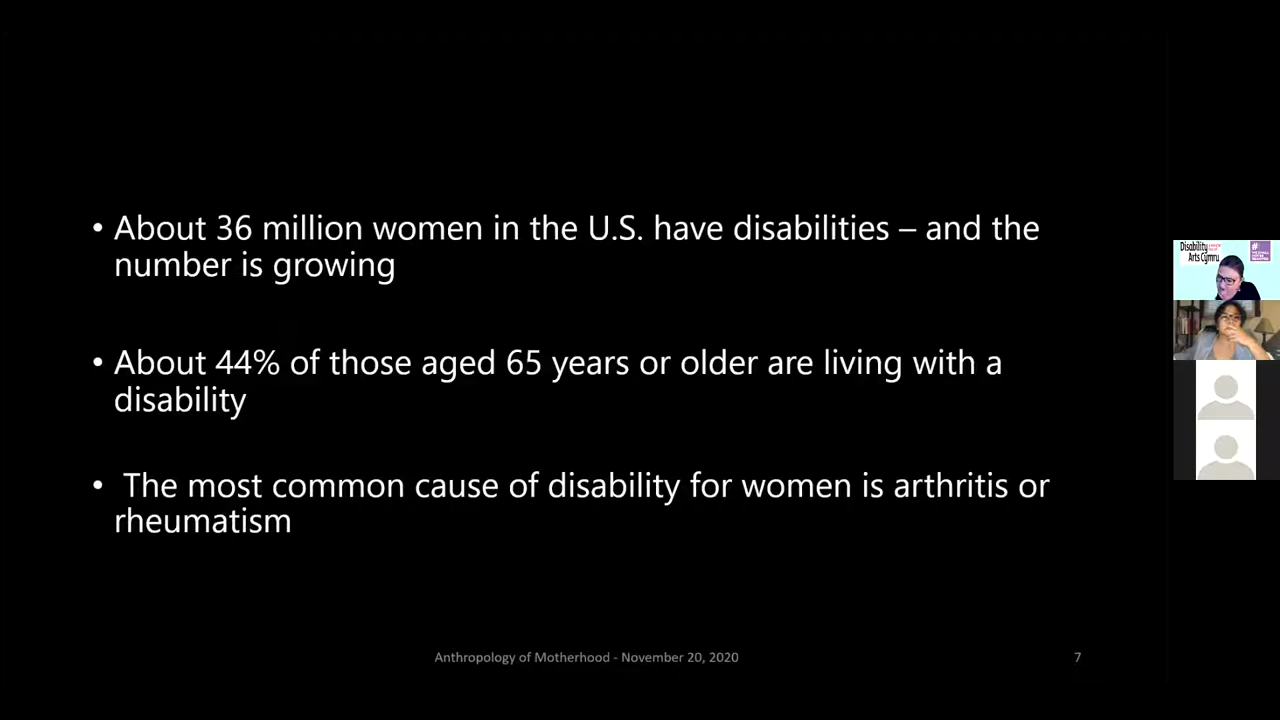 • About 36 million women in the U.S. have disabilities – and the
number is growing
• About 44% of those aged 65 years or older are living with a
disability
• The most common cause of disability for women is arthritis or
rheumatism
Anthropology of Motherhood - November 20, 2020
7
Disability
Arts Cymru